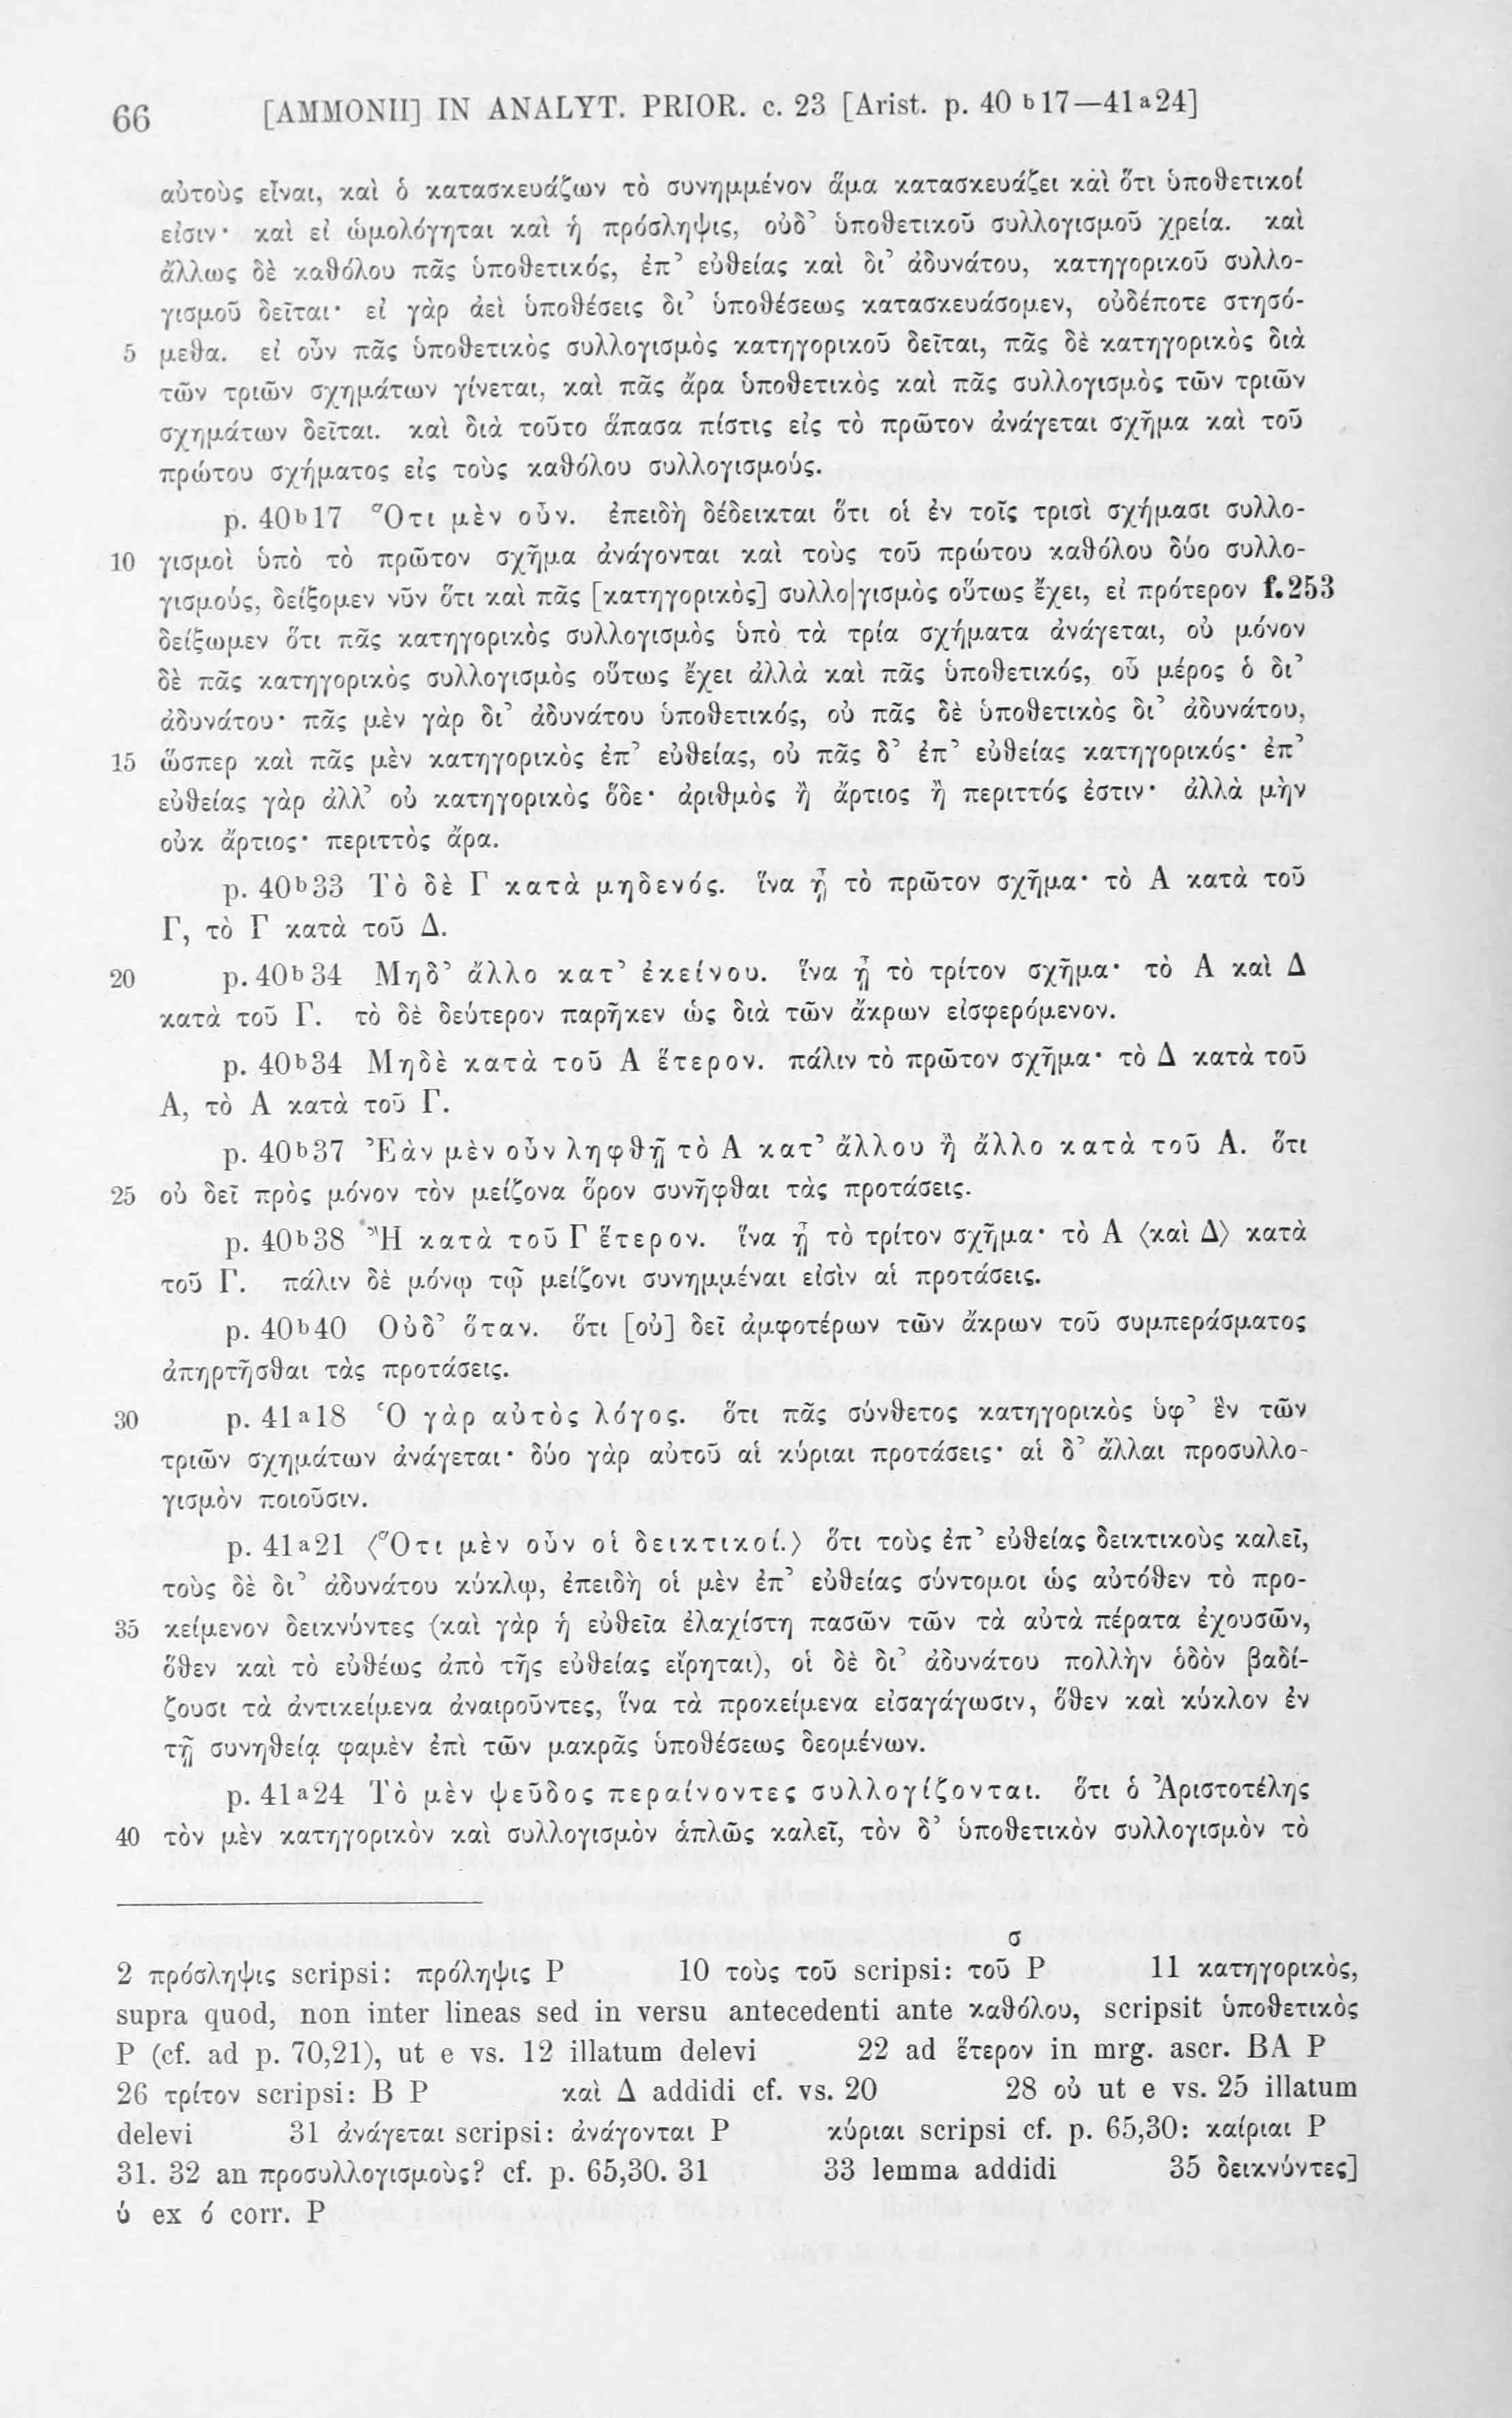 66 [AMMONII] IN ANALYT. PRIOR. c. 23 [Arist. p. 40 b 17—41 a 24]
αὐτοὺς εἶναι, καὶ ὁ κατασκευάζων τὸ συνημμένον ἅμα κατασκευάζει καὶ ὅτι ὑποθετικοί
εἰσιν· καὶ εἰ ὡμολόγηται καὶ ἡ πρόσληψις, οὐδ’ ὑποθετικοῦ συλλογισμοῦ χρεία. καὶ
ἄλλως δὲ καθόλου πᾶς ὑποθετικός, ἐπ’ εὐθείας καὶ δι’ ἀδυνάτου, κατηγορικοῦ συλλο-
γισμοῦ δεῖται· εἰ γὰρ ἀεὶ ὑποθέσεις δι’ ὑποθέσεως κατασκευάσομεν, οὐδέποτε στησό-
5 μεθα. εἰ οὖν πᾶς ὑποθετικὸς συλλογισμὸς κατηγορικοῦ δεῖται, πᾶς δὲ κατηγορικὸς διὰ
τῶν τριῶν σχημάτων γίνεται, καὶ πᾶς ἄρα ὑποθετικὸς καὶ πᾶς συλλογισμὸς τῶν τριῶν
σχημάτων δεῖται. καὶ διὰ τοῦτο ἅπασα πίστις εἰς τὸ πρῶτον ἀνάγεται σχῆμα καὶ τοῦ
πρώτου σχήματος εἰς τοὺς καθόλου συλλογισμούς.
p. 40b17 Ὅτι μὲν οὖν. ἐπειδὴ δέδεικται ὅτι οἱ ἐν τοῖς τρισὶ σχήμασι συλλο-
10 γισμοὶ ὑπὸ τὸ πρῶτον σχῆμα ἀνάγονται καὶ τοὺς τοῦ πρώτου καθόλου δύο συλλο-
γισμούς, δείξομεν νῦν ὅτι καὶ πᾶς [κατηγορικὸς] συλλο|γισμὸς οὕτως ἔχει, εἰ πρότερον f.253
δείξωμεν ὅτι πᾶς κατηγορικὸς συλλογισμὸς ὑπὸ τὰ τρία σχήματα ἀνάγεται, οὐ μόνον
δὲ πᾶς κατηγορικὸς συλλογισμὸς οὕτως ἔχει ἀλλὰ καὶ πᾶς ὑποθετικός, οὗ μέρος ὁ δι’
ἀδυνάτου· πᾶς μὲν γὰρ δι’ ἀδυνάτου ὑποθετικός, οὐ πᾶς δὲ ὑποθετικὸς δι’ ἀδυνάτου,
15 ὥσπερ καὶ πᾶς μὲν κατηγορικὸς ἐπ’ εὐθείας, οὐ πᾶς δ’ ἐπ’ εὐθείας κατηγορικός· ἐπ’
εὐθείας γὰρ ἀλλ’ οὐ κατηγορικὸς ὅδε· ἀριθμὸς ἢ ἄρτιος ἢ περιττός ἐστιν· ἀλλὰ μὴν
οὐκ ἄρτιος· περιττὸς ἄρα.
p. 40b33 Τὸ δὲ Γ κατὰ μηδενός. ἵνα ᾖ τὸ πρῶτον σχῆμα· τὸ Α κατὰ τοῦ
Γ, τὸ Γ κατὰ τοῦ Δ.
20 p. 40b34 Μηδ’ ἄλλο κατ’ ἐκείνου. ἵνα ᾖ τὸ τρίτον σχῆμα· τὸ Α καὶ Δ
κατὰ τοῦ Γ. τὸ δὲ δεύτερον παρῆκεν ὡς διὰ τῶν ἄκρων εἰσφερόμενον.
p. 40b34 Μηδὲ κατὰ τοῦ Α ἕτερον. πάλιν τὸ πρῶτον σχῆμα· τὸ Δ κατὰ τοῦ
Α, τὸ Α κατὰ τοῦ Γ.
p. 40b37 Ἐὰν μὲν οὖν ληφθῇ τὸ Α κατ’ ἄλλου ἢ ἄλλο κατὰ τοῦ Α. ὅτι
25 οὐ δεῖ πρὸς μόνον τὸν μείζονα ὅρον συνῆφθαι τὰς προτάσεις.
p. 40b38 Ἢ κατὰ τοῦ Γ ἕτερον. ἵνα ᾖ τὸ τρίτον σχῆμα· τὸ Α ⟨καὶ Δ⟩ κατὰ
τοῦ Γ. πάλιν δὲ μόνῳ τῷ μείζονι συνημμέναι εἰσὶν αἱ προτάσεις.
p. 40b40 Οὐδ’ ὅταν. ὅτι [οὐ] δεῖ ἀμφοτέρων τῶν ἄκρων τοῦ συμπεράσματος
ἀπηρτῆσθαι τὰς προτάσεις.
30 p. 41a18 Ὁ γὰρ αὐτὸς λόγος. ὅτι πᾶς σύνθετος κατηγορικὸς ὑφ’ ἓν τῶν
τριῶν σχημάτων ἀνάγεται· δύο γὰρ αὐτοῦ αἱ κύριαι προτάσεις· αἱ δ’ ἄλλαι προσυλλο-
γισμὸν ποιοῦσιν.
p. 41a21 ⟨Ὅτι μὲν οὖν οἱ δεικτικοί.⟩ ὅτι τοὺς ἐπ’ εὐθείας δεικτικοὺς καλεῖ,
τοὺς δὲ δι’ ἀδυνάτου κύκλῳ, ἐπειδὴ οἱ μὲν ἐπ’ εὐθείας σύντομοι ὡς αὐτόθεν τὸ προ-
35 κείμενον δεικνύντες (καὶ γὰρ ἡ εὐθεῖα ἐλαχίστη πασῶν τῶν τὰ αὐτὰ πέρατα ἐχουσῶν,
ὅθεν καὶ τὸ εὐθέως ἀπὸ τῆς εὐθείας εἴρηται), οἱ δὲ δι’ ἀδυνάτου πολλὴν ὁδὸν βαδί-
ζουσι τὰ ἀντικείμενα ἀναιροῦντες, ἵνα τὰ προκείμενα εἰσαγάγωσιν, ὅθεν καὶ κύκλον ἐν
τῇ συνηθείᾳ φαμὲν ἐπὶ τῶν μακρᾶς ὑποθέσεως δεομένων.
p. 41a24 Τὸ μὲν ψεῦδος περαίνοντες συλλογίζονται. ὅτι ὁ Ἀριστοτέλης
40 τὸν μὲν κατηγορικὸν καὶ συλλογισμὸν ἁπλῶς καλεῖ, τὸν δ’ ὑποθετικὸν συλλογισμὸν τὸ
σ
2 πρόσληψις scripsi: πρόληψις P 10 τοὺς τοῦ scripsi: τοῦ P 11 κατηγορικὸς,
supra quod, non inter lineas sed in versu antecedenti ante καθόλου, scripsit ὑποθετικὸς
P (cf. ad p. 70,21), ut e vs. 12 illatum delevi 22 ad ἕτερον in mrg. ascr. ΒΑ P
26 τρίτον scripsi: Β P καὶ Δ addidi cf. vs. 20 28 οὐ ut e vs. 25 illatum
delevi 31 ἀνάγεται scripsi: ἀνάγονται P κύριαι scripsi cf. p. 65,30: καίριαι P
31. 32 an προσυλλογισμοὺς? cf. p. 65,30. 31 33 lemma addidi 35 δεικνύντες]
ύ ex ό corr. P